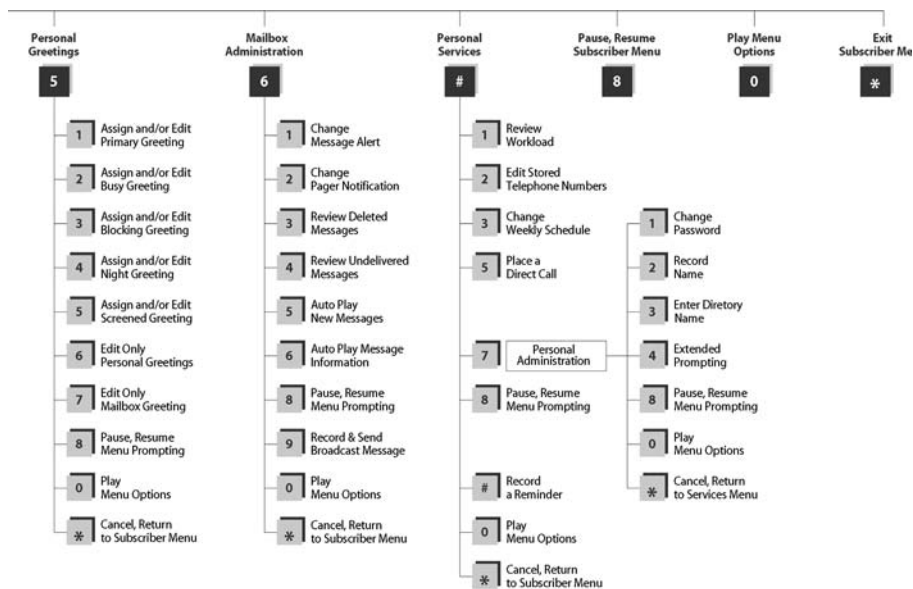 Personal
Greetings
5
1
Assign and/or Edit
Primary Greeting
2
Assign and/or Edit
Busy Greeting
3
Assign and/or Edit
Blocking Greeting
4
Assign and/or Edit
Night Greeting
5
Assign and/or Edit
Screened Greeting
6
Edit Only
Personal Greetings
7
Edit Only
Mailbox Greeting
8
Pause, Resume
Menu Prompting
0
Play
Menu Options
*
Cancel, Return
to Subscriber Menu
Mailbox
Administration
6
1
Change
Message Alert
2
Change
Pager Notification
3
Review Deleted
Messages
4
Review Undelivered
Messages
5
Auto Play
New Messages
6
Auto Play Message
Information
8
Pause, Resume
Menu Prompting
9
Record & Send
Broadcast Message
0
Play
Menu Options
*
Cancel, Return
to Subscriber Menu
Personal
Services
#
1
Review
Workload
2
Edit Stored
Telephone Numbers
3
Change
Weekly Schedule
5
Place a
Direct Call
7
Personal
Administration
8
Pause, Resume
Menu Prompting
#
Record
a Reminder
0
Play
Menu Options
*
Cancel, Return
to Subscriber Menu
1
Change
Password
2
Record
Name
3
Enter Diretory
Name
4
Extended
Prompting
8
Pause, Resume
Menu Prompting
0
Play
Menu Options
*
Cancel, Return
to Services Menu
Pause, Resume
Subscriber Menu
8
Play Menu
Options
0
Exit
Subscriber Me
*